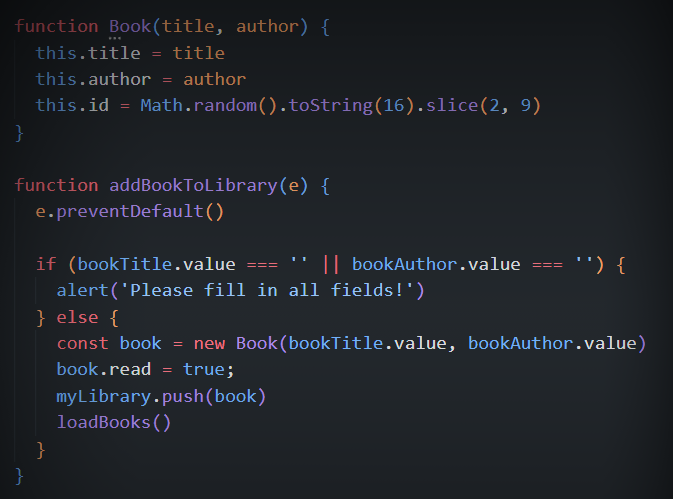 function Book(title, author) {
  this.title = title
  this.author = author
  this.id = Math.random().toString(16).slice(2, 9)
}

function addBookToLibrary(e) {
  e.preventDefault()

  if (bookTitle.value === '' || bookAuthor.value === '') {
    alert('Please fill in all fields!')
  } else {
    const book = new Book(bookTitle.value, bookAuthor.value)
    book.read = true;
    myLibrary.push(book)
    loadBooks()
  }
}